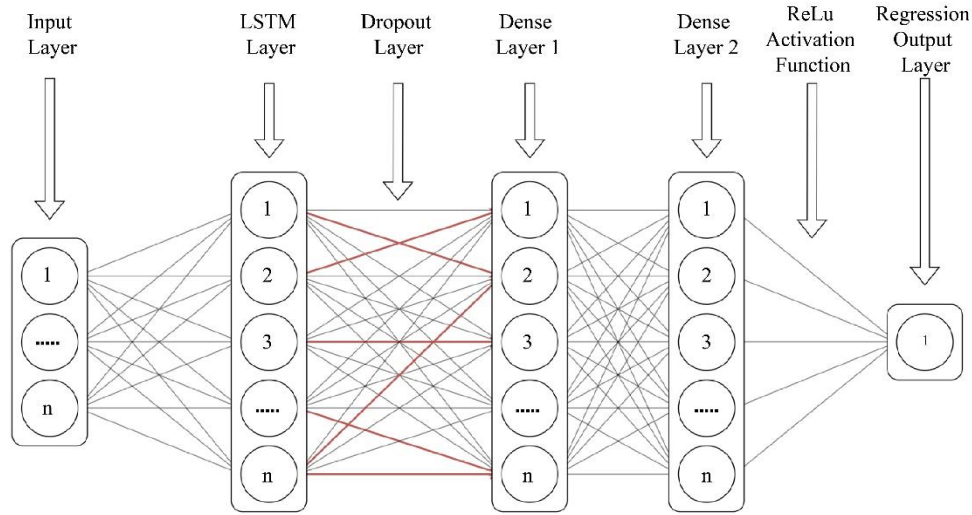 Input
Layer
LSTM
Layer
Dropout
Layer
Dense
Layer 1
Dense
Layer 2
ReLu
Activation
Function
Regression
Output
Layer
1
.....
n
1
2
3
.....
n
1
2
3
.....
n
1
2
3
.....
n
1